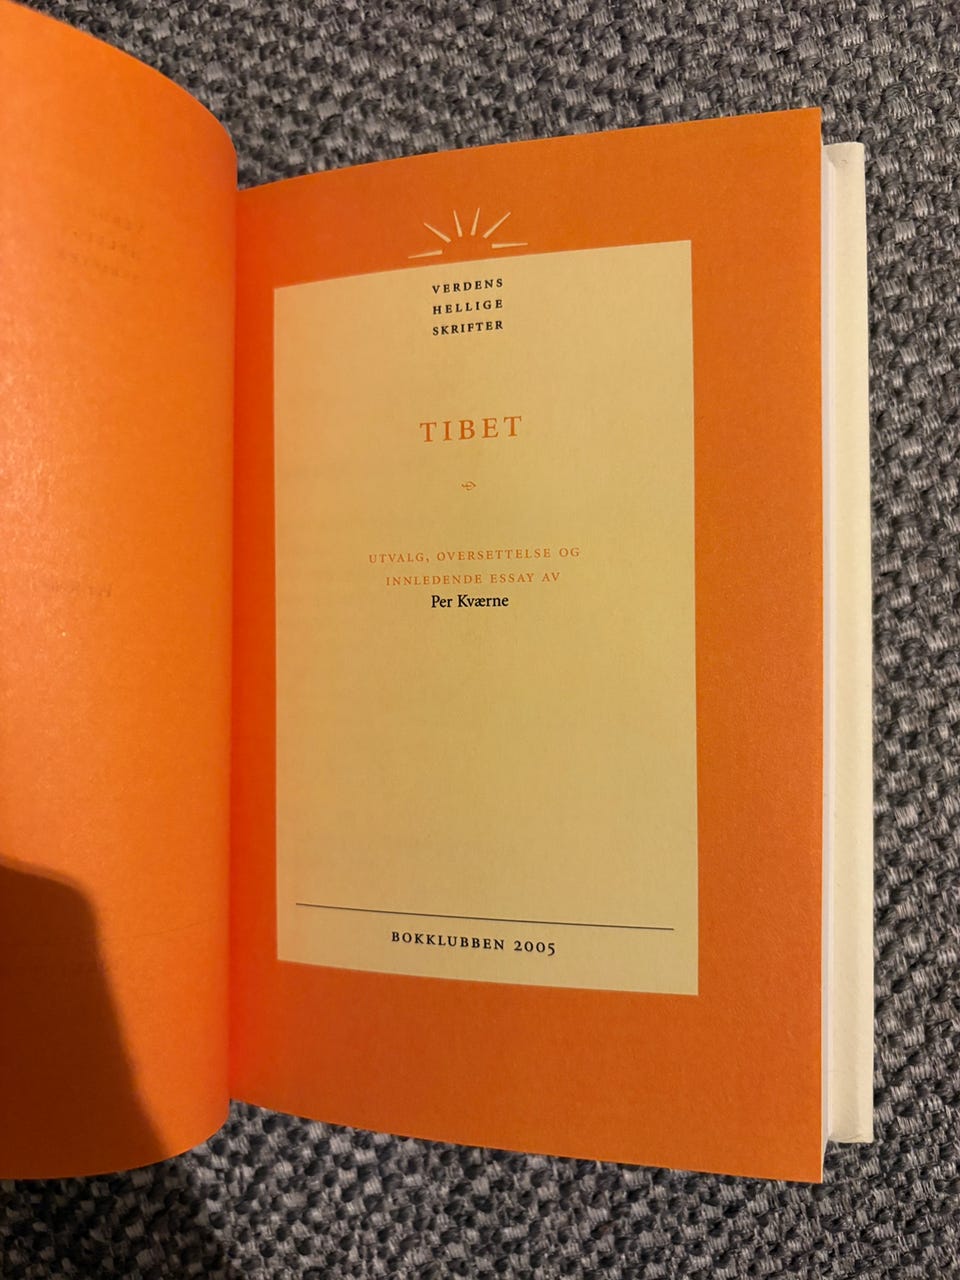 VERDENS
HELLIGE
SKRIFTER
TIBET
UTVALG, OVERSETTELSE OG
INNLEDENDE ESSAY AV
Per Kværne
BOKKLUBBEN 2005